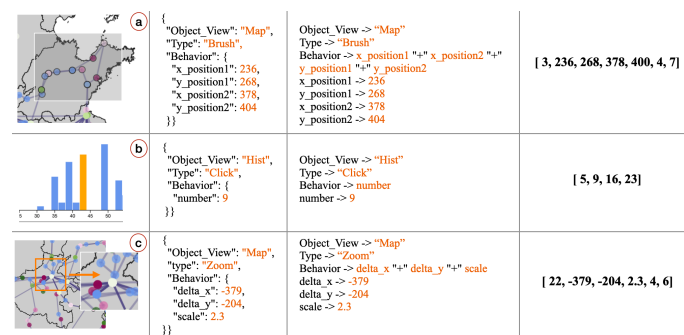 a
{
"Object_View": "Map",
"Type": "Brush",
"Behavior": {
"x_position1": 236,
"y_position1": 268,
"x_position2": 378,
"y_position2": 404
}}
Object_View -> “Map”
Type -> “Brush”
Behavior -> x_position1 "+" x_position2 "+"
y_position1 "+" y_position2
x_position1 -> 236
y_position1 -> 268
x_position2 -> 378
y_position2 -> 404
[ 3, 236, 268, 378, 400, 4, 7]
b
25 30 35 40 45 50
{
"Object_View": "Hist",
"Type": "Click",
"Behavior": {
"number": 9
}}
Object_View -> “Hist”
Type -> “Click”
Behavior -> number
number -> 9
[ 5, 9, 16, 23]
c
{
"Object_View": "Map",
"type": "Zoom",
"Behavior": {
"delta_x": -379,
"delta_y": -204,
"scale": 2.3
}}
Object_View -> “Map”
Type -> “Zoom”
Behavior -> delta_x "+" delta_y "+" scale
delta_x -> -379
delta_y -> -204
scale -> 2.3
[ 22, -379, -204, 2.3, 4, 6]